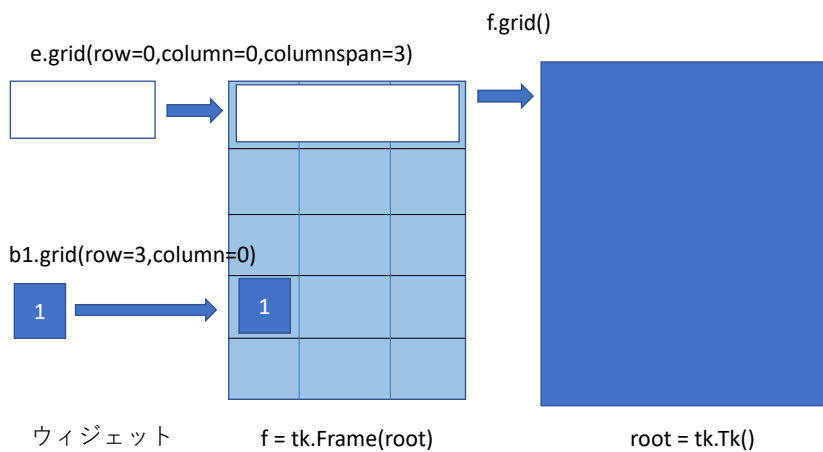 f.grid()
e.grid(row=0,column=0,columnspan=3)
b1.grid(row=3,column=0)
1
1
ウィジェット
f = tk.Frame(root)
root = tk.Tk()